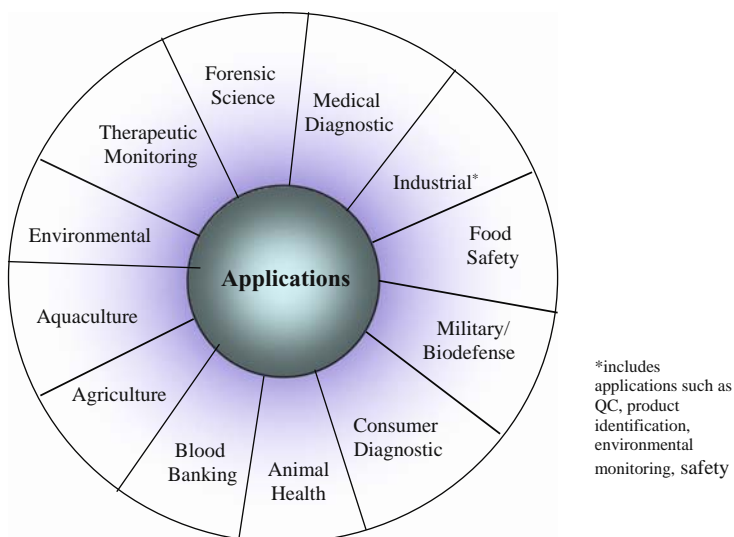 Forensic
Science
Medical
Diagnostic
Industrial*
Food
Safety
Military/
Biodefense
Consumer
Diagnostic
Animal
Health
Blood
Banking
Agriculture
Aquaculture
Environmental
Therapeutic
Monitoring
Applications
*includes
applications such as
QC, product
identification,
environmental
monitoring, safety